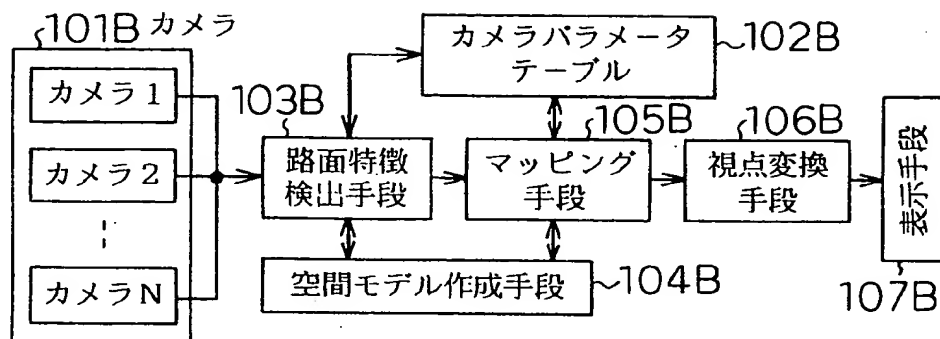 101B カメラ
カメラ1
カメラ2
カメラN
103B
路面特徴
検出手段
カメラパラメータ
テーブル
102B
105B
マッピング
手段
106B
視点変換
手段
表示手段
107B
空間モデル作成手段
104B